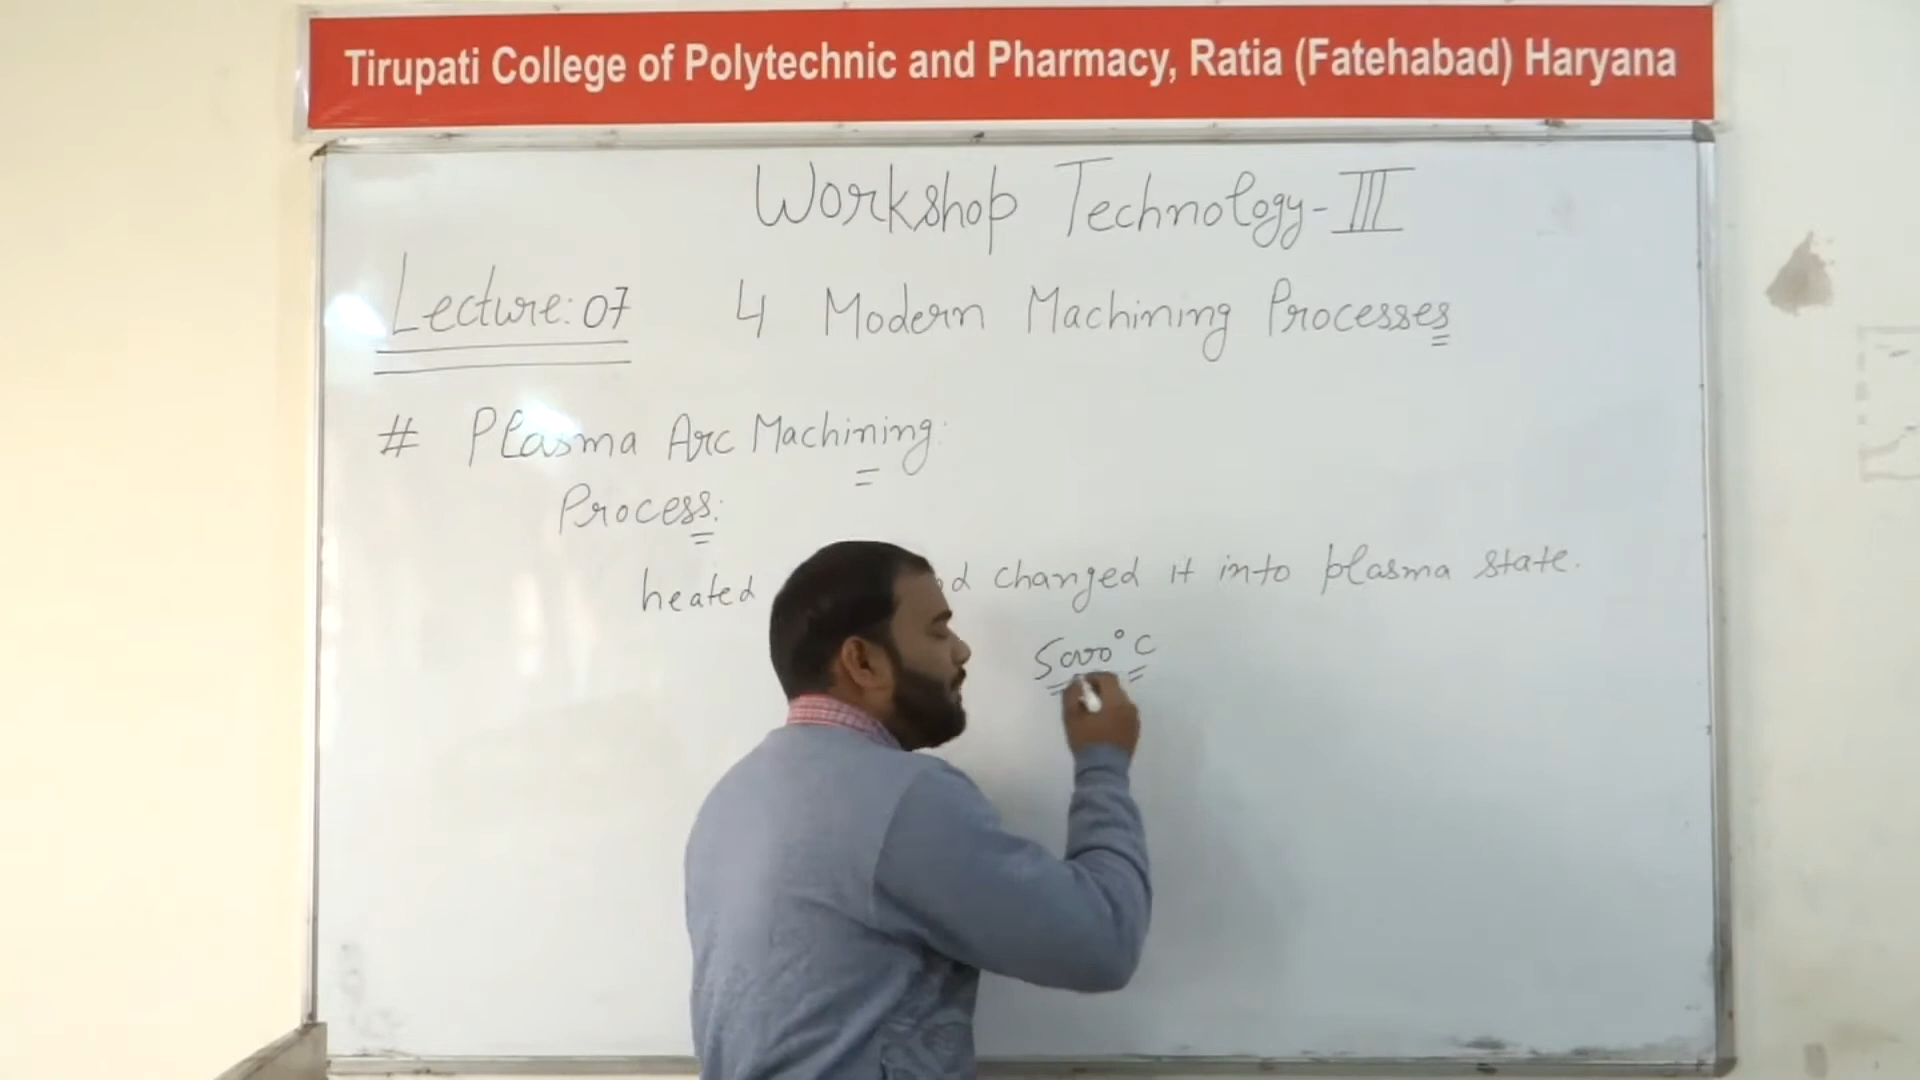 Tirupati College of Polytechnic and Pharmacy, Ratia (Fatehabad) Haryana
Workshop Technology-III
Lecture: 07 4 Modern Machining Processes
# Plasma Arc Machining:
Process:
heated changed it into plasma state.
5000°C